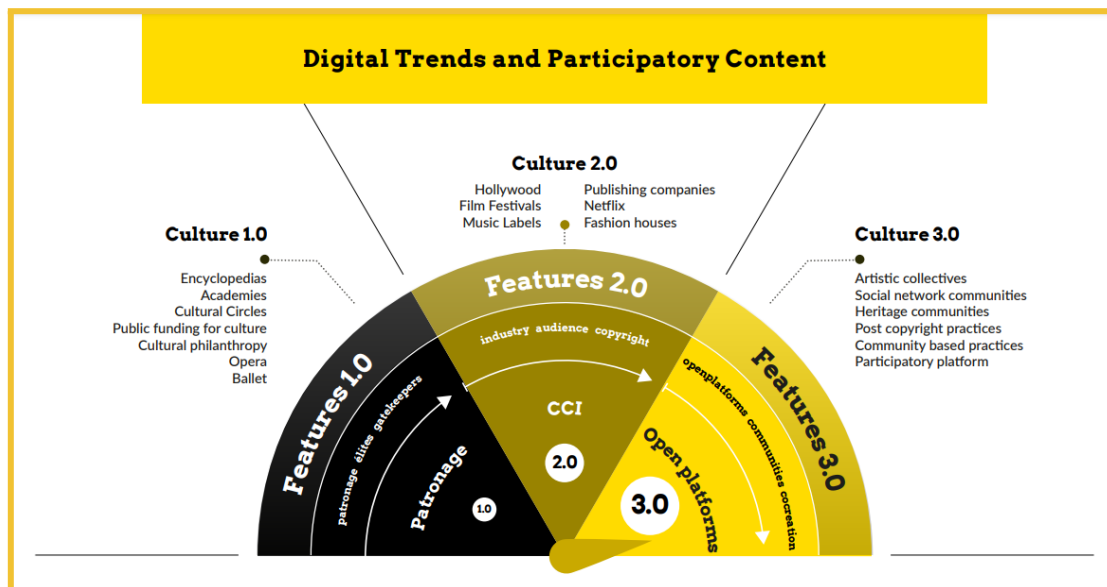 Digital Trends and Participatory Content
Culture 1.0
Encyclopedias
Academies
Cultural Circles
Public funding for culture
Cultural philanthropy
Opera
Ballet
Culture 2.0
Hollywood
Film Festivals
Music Labels
Publishing companies
Netflix
Fashion houses
Culture 3.0
Artistic collectives
Social network communities
Heritage communities
Post copyright practices
Community based practices
Participatory platform
Features 1.0
patronage élites gatekeepers
Patronage
1.0
Features 2.0
industry audience copyright
CCI
2.0
Features 3.0
openplatforms communities cocreation
Open platforms
3.0